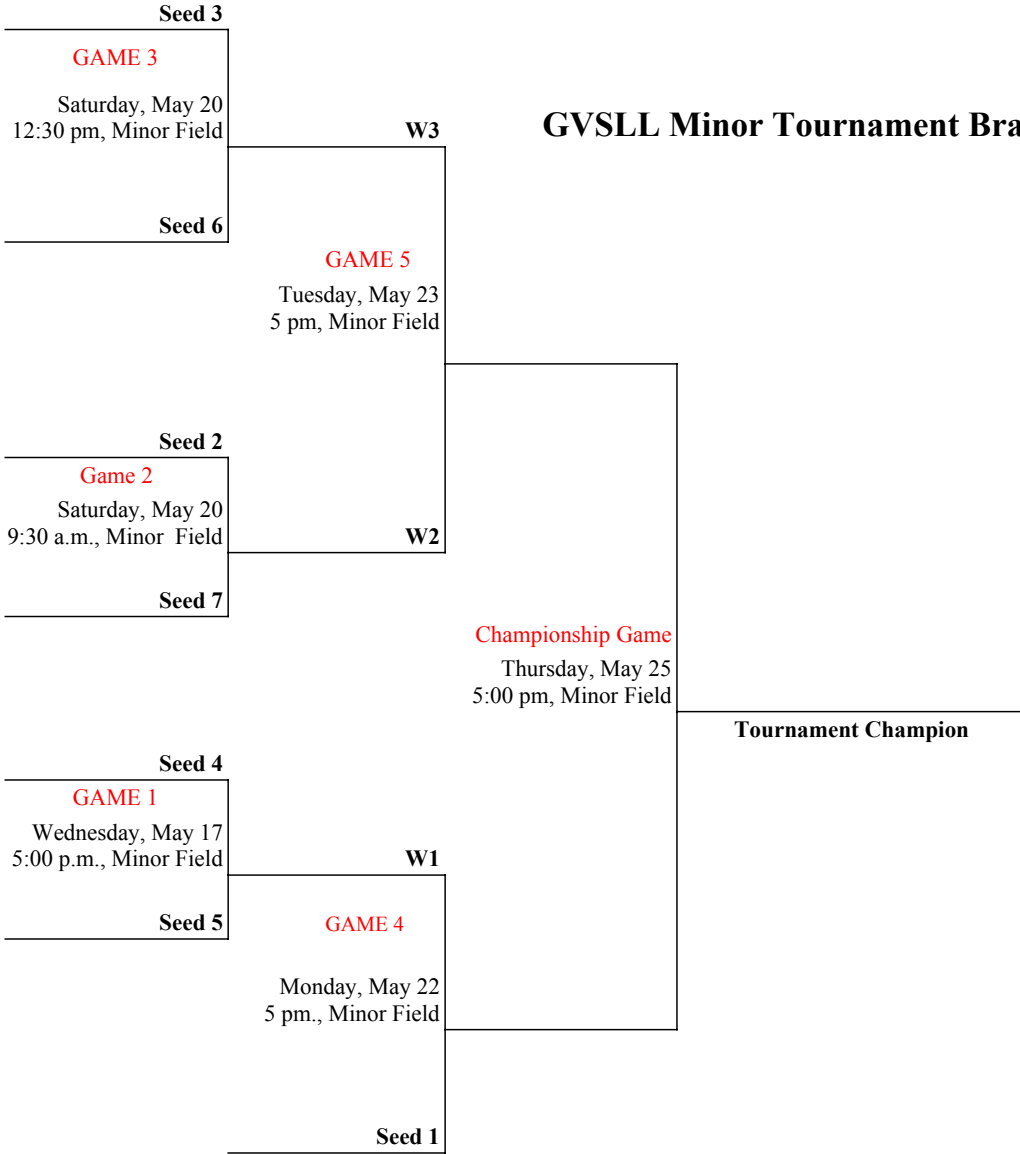 Seed 3
GAME 3
Saturday, May 20
12:30 pm, Minor Field
W3
GVSLL Minor Tournament Bra
Seed 6
GAME 5
Tuesday, May 23
5 pm, Minor Field
Seed 2
Game 2
Saturday, May 20
9:30 a.m., Minor Field
W2
Seed 7
Championship Game
Thursday, May 25
5:00 pm, Minor Field
Tournament Champion
Seed 4
GAME 1
Wednesday, May 17
5:00 p.m., Minor Field
W1
Seed 5
GAME 4
Monday, May 22
5 pm., Minor Field
Seed 1